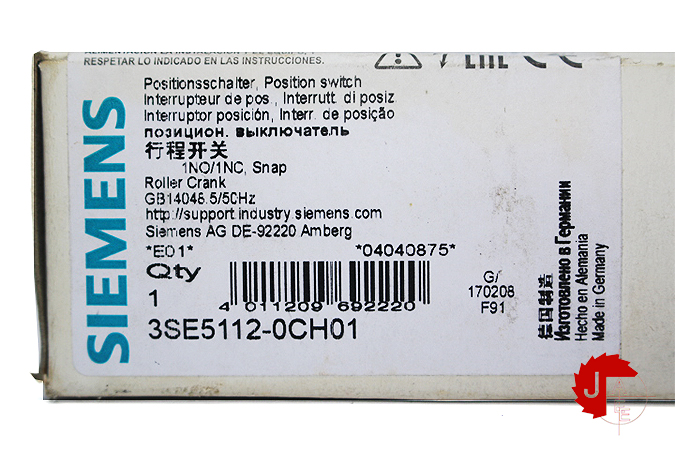 RESPETAR LO INDICADO EN LAS INSTRUCCIONES.
SIEMENS
Positionsschalter, Position switch
Interrupteur de pos., Interrutt. di posiz
Interruptor posición, Interr. de posição
позицион. выключатель
行程开关
1NO/1NC, Snap
Roller Crank
GB14048.5/50Hz
http://support.industry.siemens.com
Siemens AG DE-92220 Amberg
*E01* *04040875*
Qty
1
4 011209 692220
3SE5112-0CH01
G/
170208
F91
德国制造
Изготовлено в Германии
Hecho en Alemania
Made in Germany
J